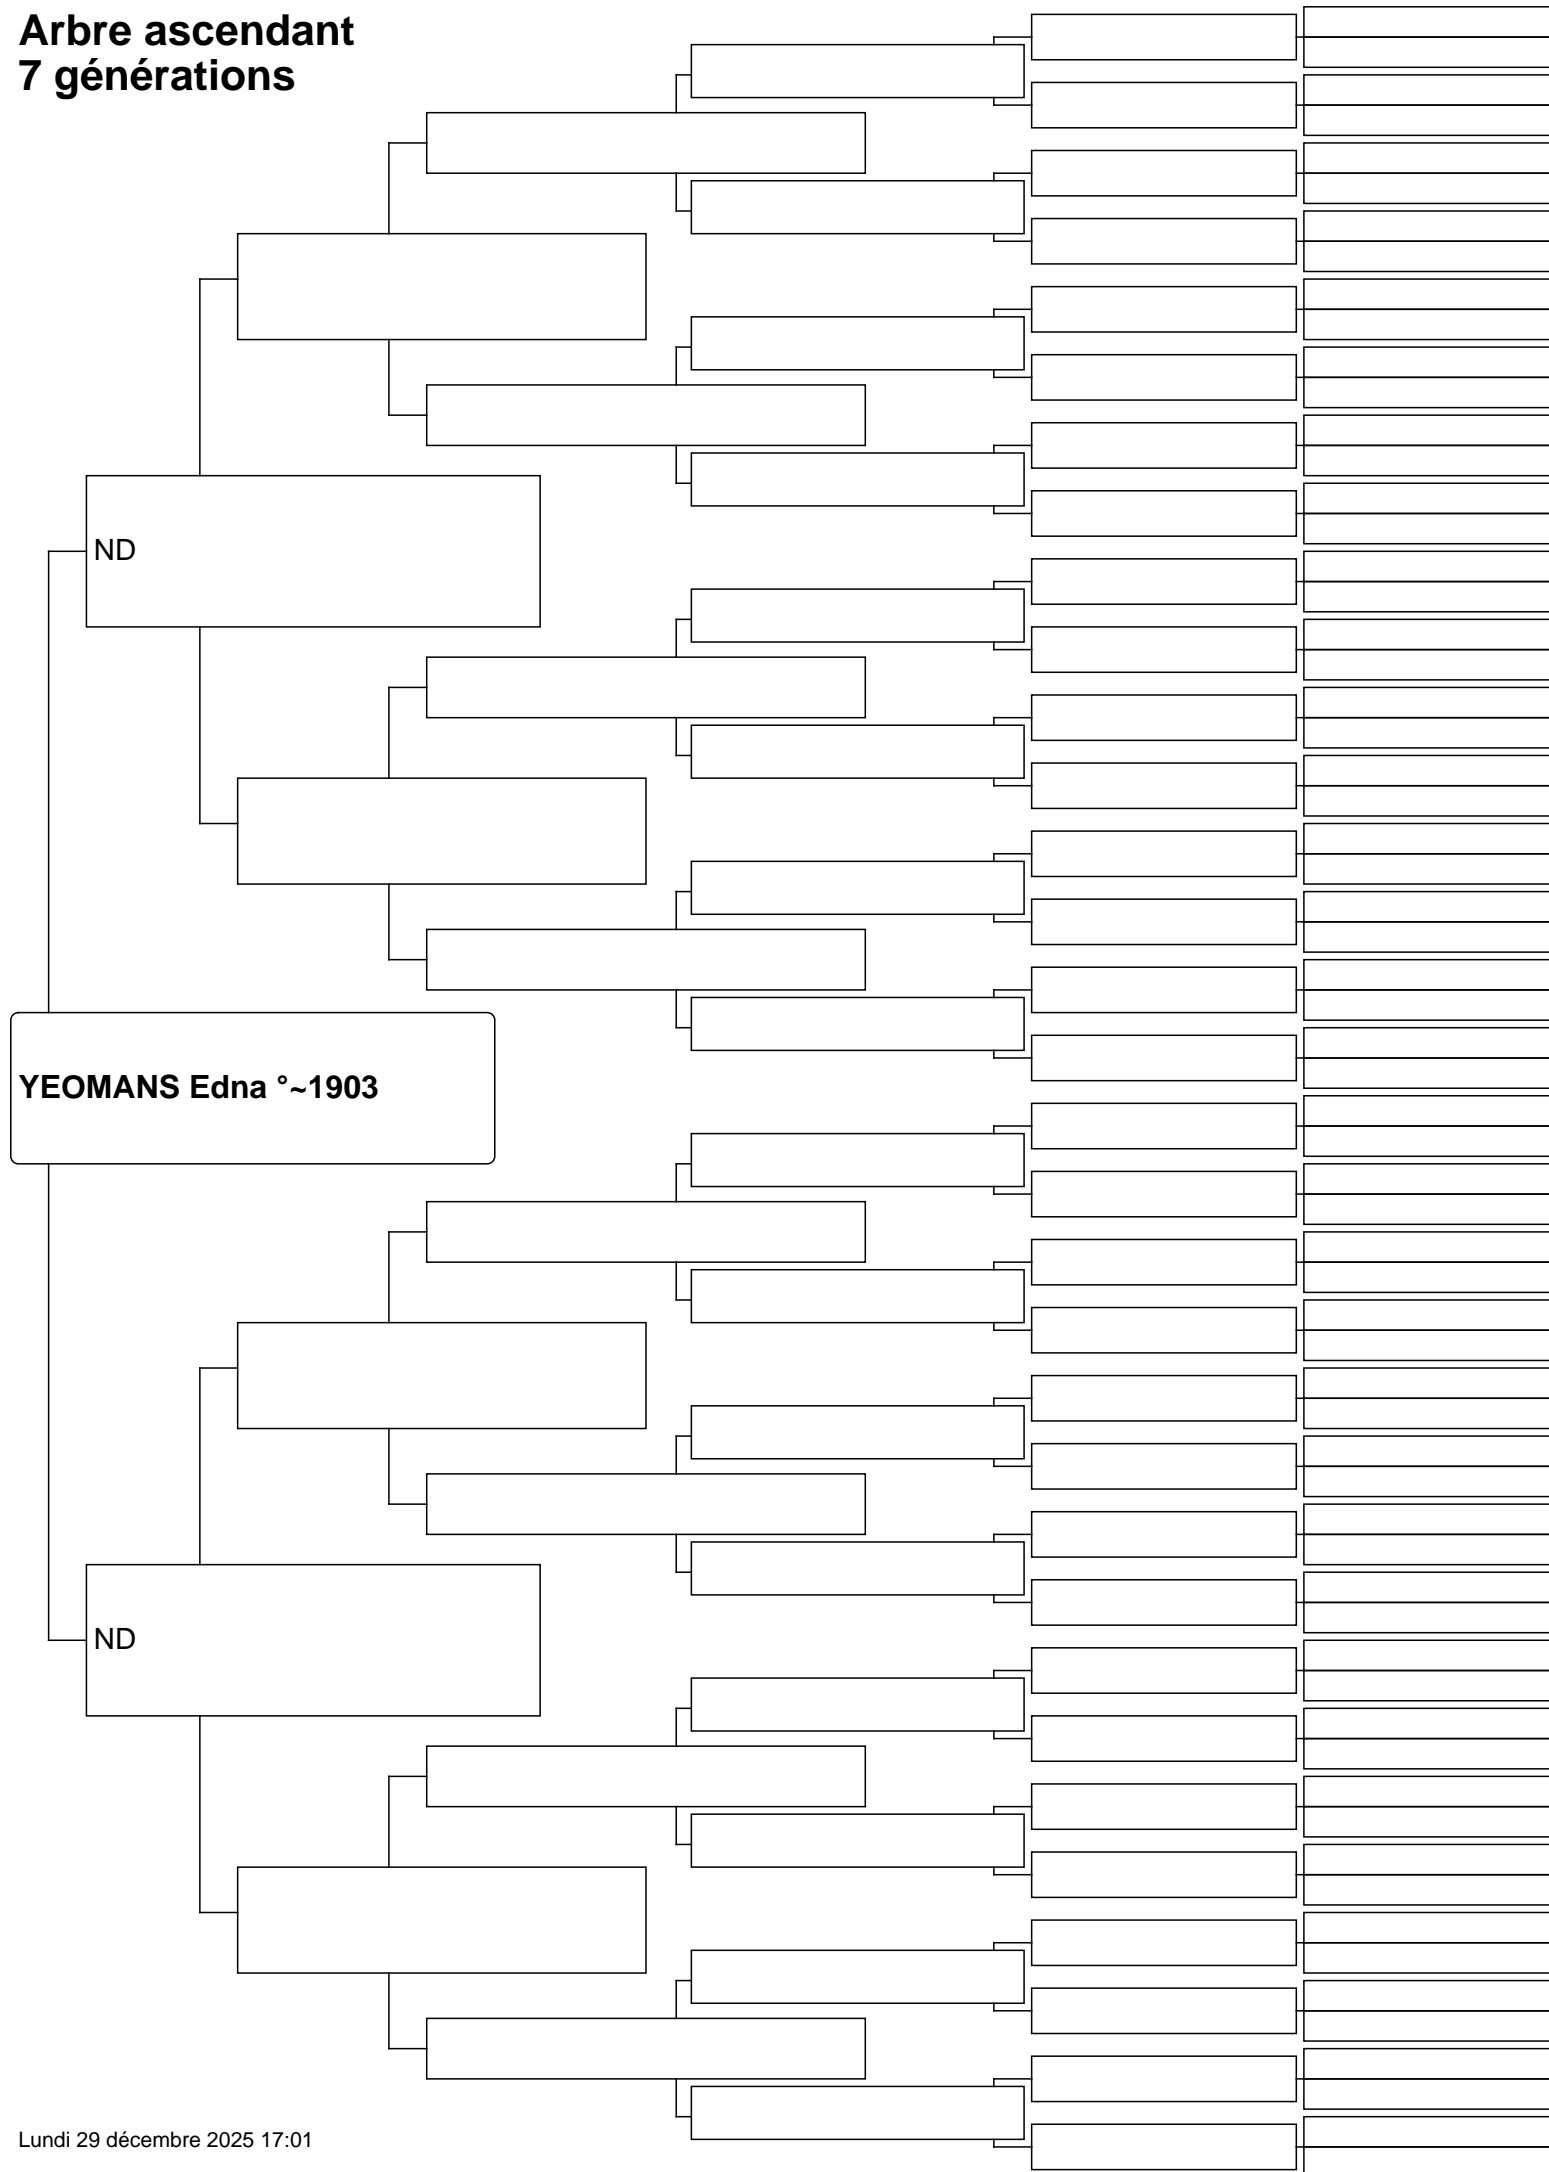 Arbre ascendant
7 générations
ND
YEOMANS Edna °~1903
ND
Lundi 29 décembre 2025 17:01